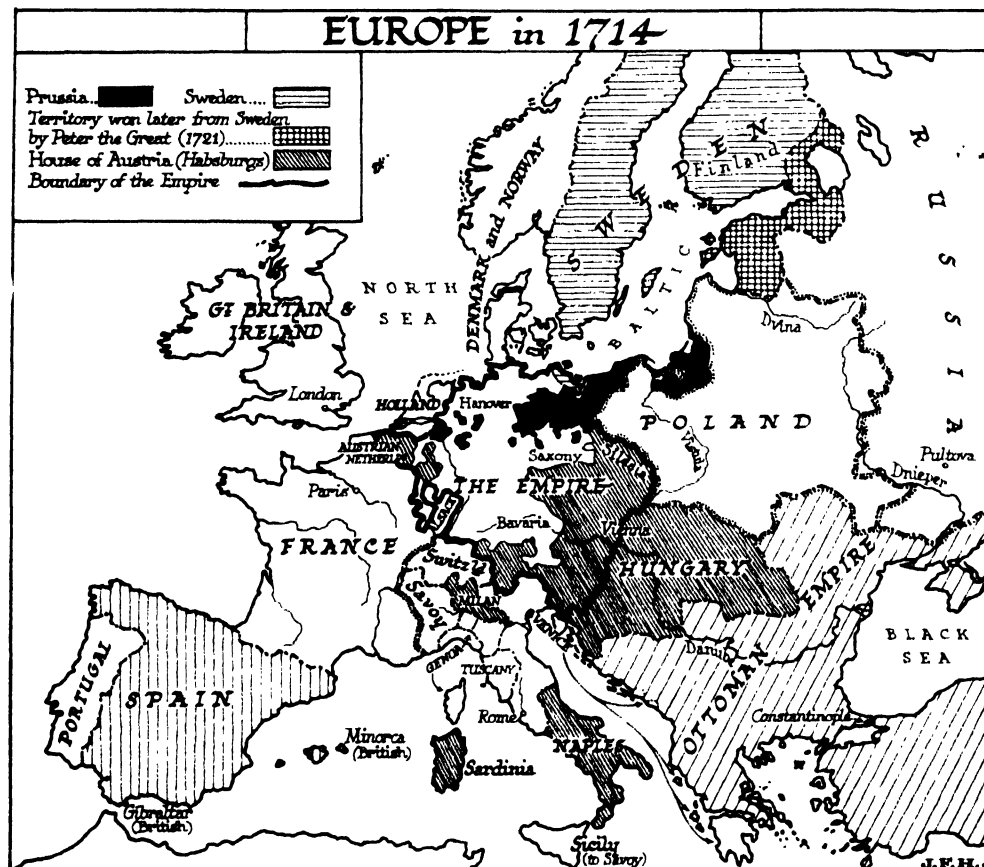 EUROPE in 1714
Prussia... Sweden....
Territory won later from Sweden
by Peter the Great (1721)........
House of Austria (Habsburgs)
Boundary of the Empire
RUSSIA
SWEDEN
Finland
DENMARK and NORWAY
NORTH
SEA
BALTIC
GT BRITAIN &
IRELAND
Dvina
London
HOLLAND
Hanover
POLAND
Vistula
Pultova
Dnieper
AUSTRIAN
Saxony
Silesia
Paris
THE EMPIRE
Bavaria
Vienna
FRANCE
Switz'd
HUNGARY
Savoy
MILAN
VENICE
OTTOMAN EMPIRE
BLACK
SEA
Danube
GENOA
TUSCANY
PORTUGAL
SPAIN
Rome
Constantinople
NAPLES
Minorca
(British)
Sardinia
Gibraltar
(British)
Sicily
(to Savoy)
J.F.H.